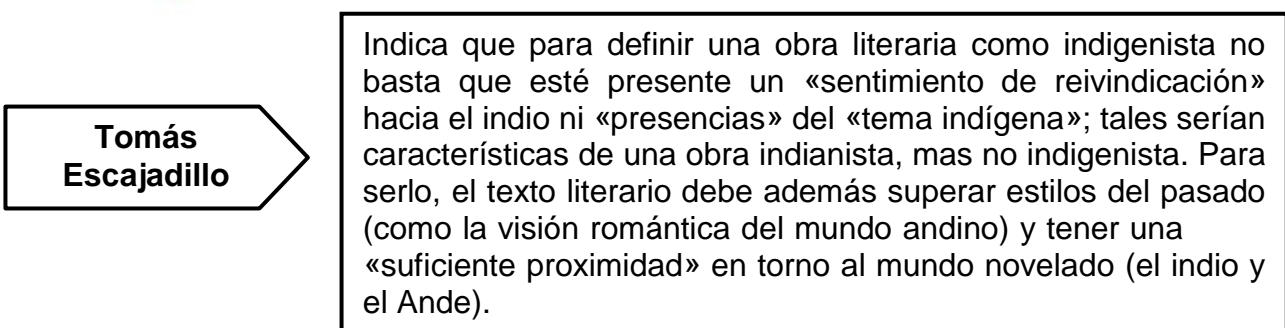 Tomás
Escajadillo
Indica que para definir una obra literaria como indigenista no
basta que esté presente un «sentimiento de reivindicación»
hacia el indio ni «presencias» del «tema indígena»; tales serían
características de una obra indianista, mas no indigenista. Para
serlo, el texto literario debe además superar estilos del pasado
(como la visión romántica del mundo andino) y tener una
«suficiente proximidad» en torno al mundo novelado (el indio y
el Ande).